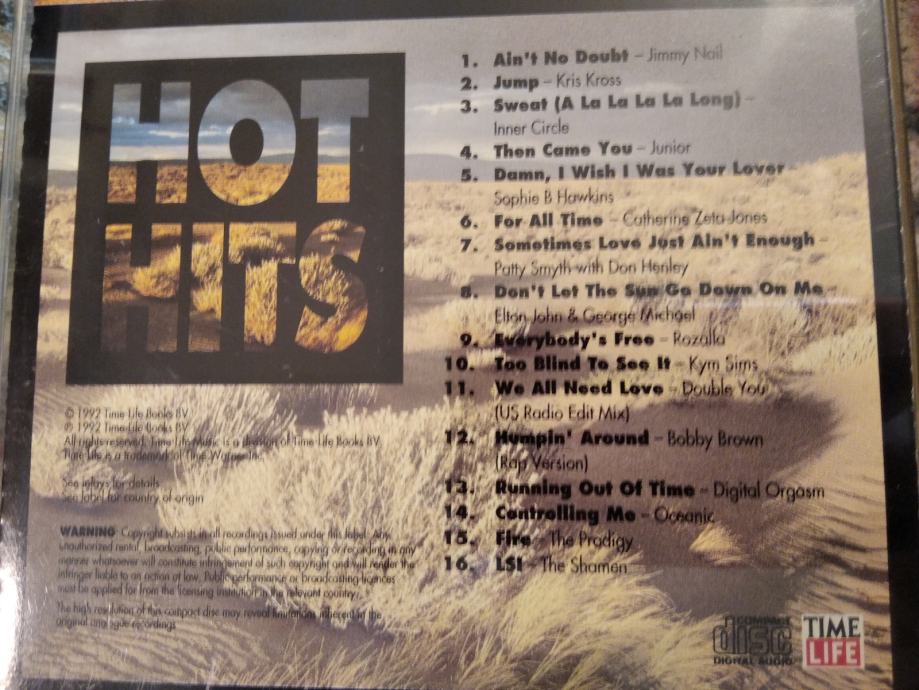 HOT
HITS
1. Ain't No Doubt – Jimmy Nail
2. Jump – Kris Kross
3. Sweat (A La La La La Long) –
Inner Circle
4. Then Came You – Junior
5. Damn, I Wish I Was Your Lover –
Sophie B Hawkins
6. For All Time – Catherine Zeta-Jones
7. Sometimes Love Just Ain't Enough –
Patty Smyth with Don Henley
8. Don't Let The Sun Go Down On Me –
Elton John & George Michael
9. Everybody's Free – Rozalla
10. Too Blind To See It – Kym Sims
11. We All Need Love – Double You
(US Radio Edit Mix)
12. Humpin' Around – Bobby Brown
(Rap Version)
13. Running Out Of Time – Digital Orgasm
14. Controlling Me – Oceanic
15. Fire – The Prodigy
16. LSI – The Shamen
℗ 1992 Time-Life Books BV
© 1992 Time-Life Books BV
All rights reserved. Time-Life Music is a division of Time-Life Books BV
Time-Life is a trademark of Time Warner Inc.
See inlays for details
See label for country of origin
WARNING Copyright subsists in all recordings issued under this label. Any
unauthorized rental, broadcasting, public performance, copying or recording in any
manner whatsoever will constitute infringement of such copyright and will render the
infringer liable to an action at law. Public performance or broadcasting licences
must be applied for from the licensing institution in the relevant country.
The high resolution of this compact disc may reveal limitations inherent in the
original analogue recordings
COMPACT
disc
DIGITAL AUDIO
TIME
LIFE